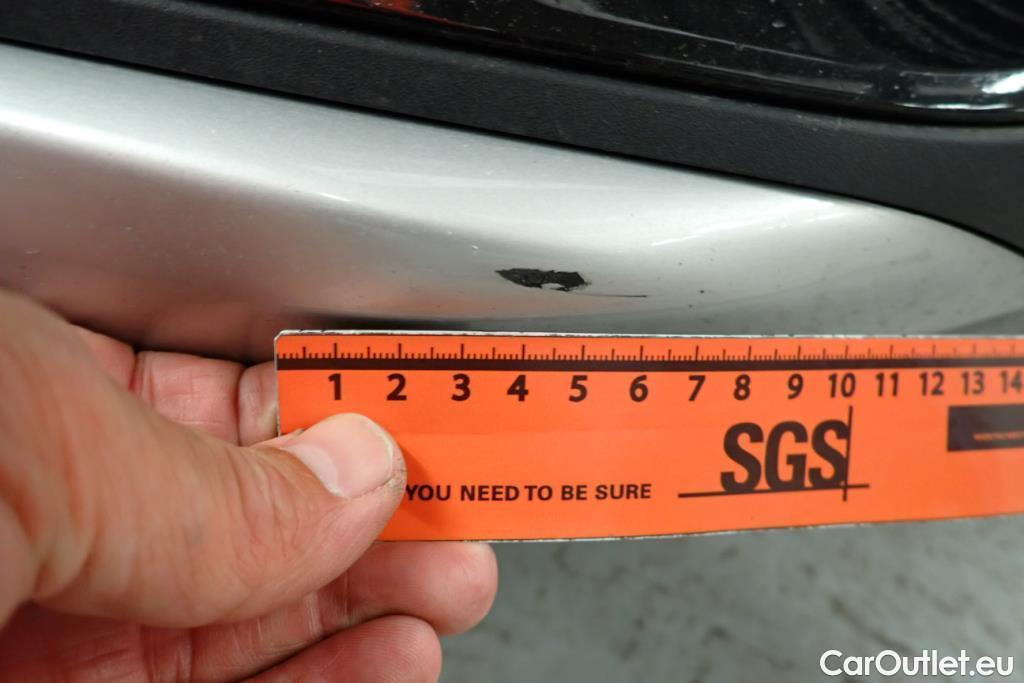 1 2 3 4 5 6 7 8 9 10 11 12 13 14
SGS
YOU NEED TO BE SURE
CarOutlet.eu